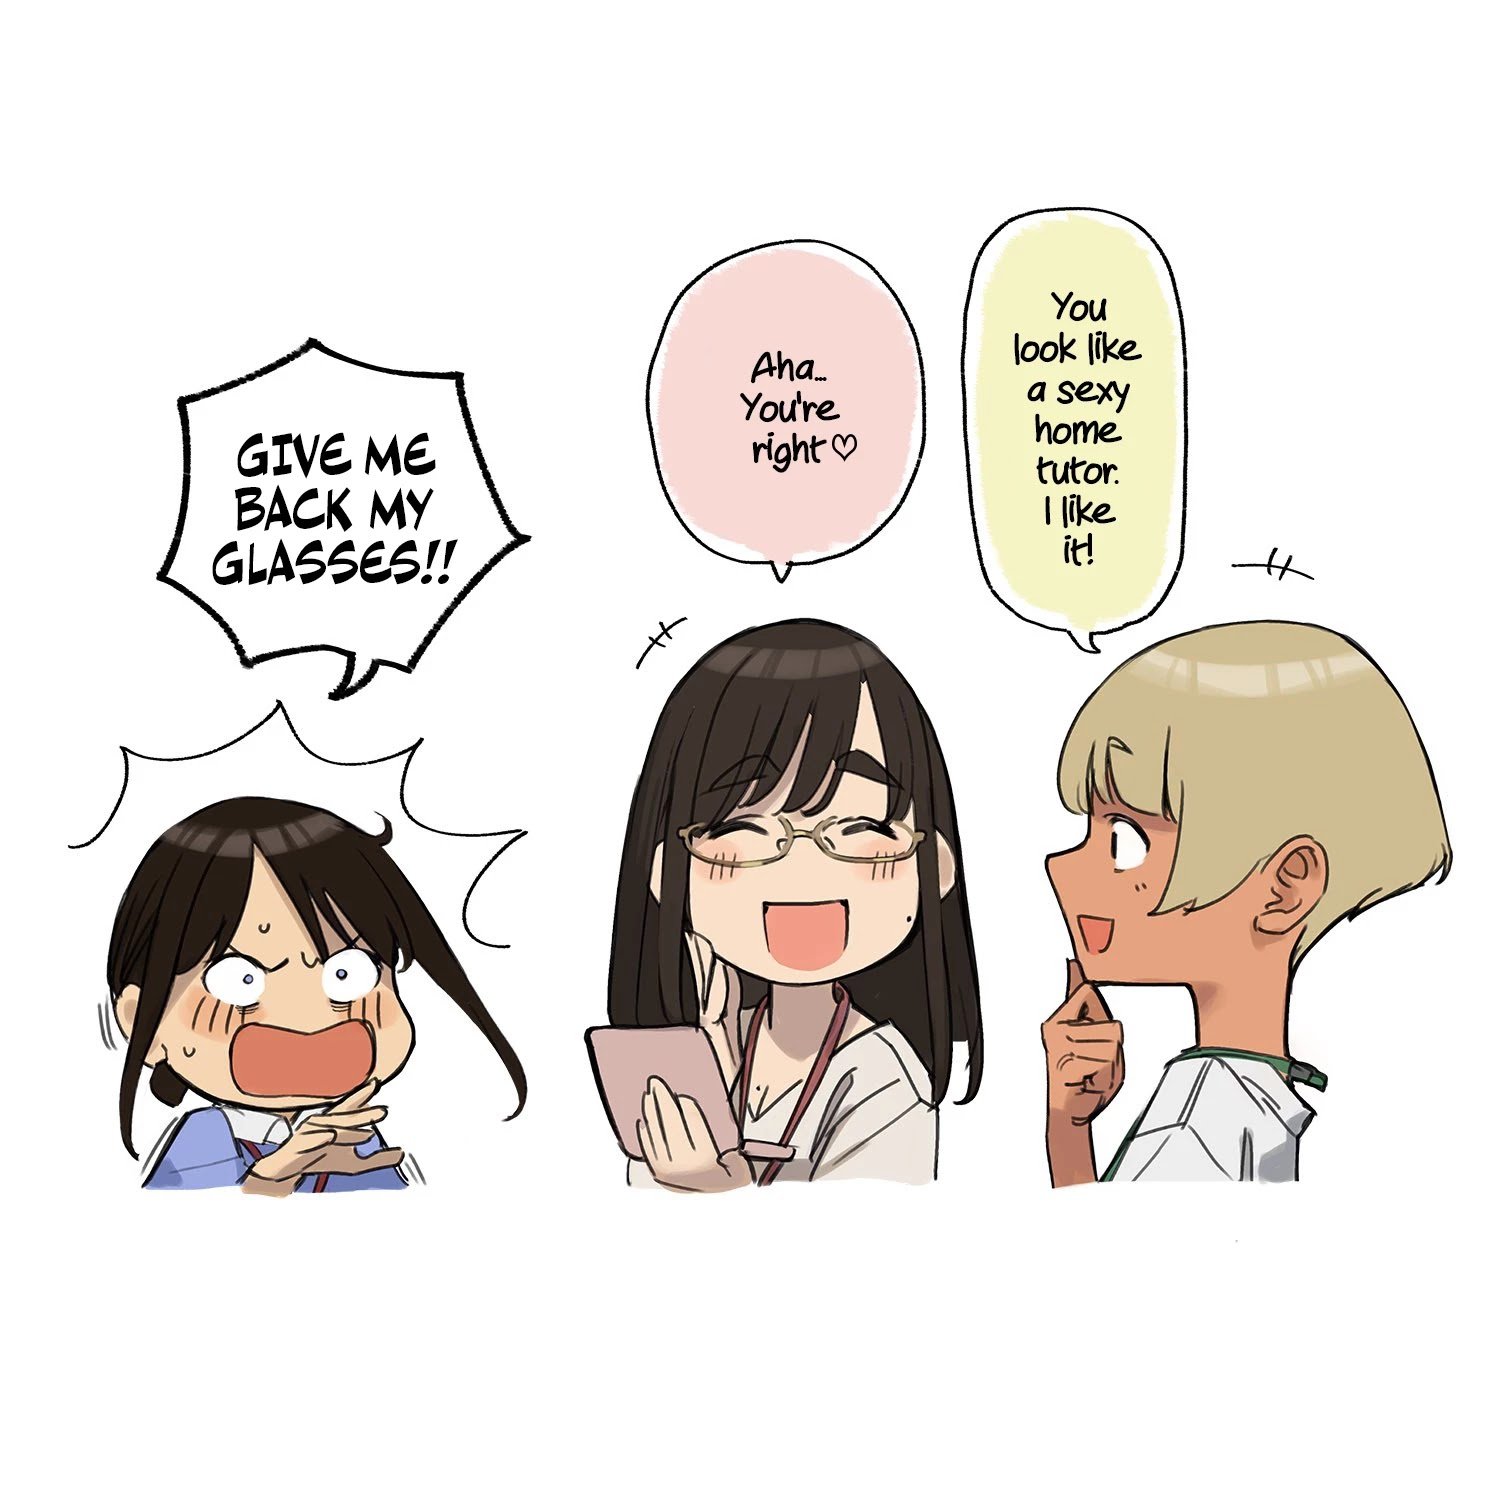 You
look like
a sexy
home
tutor.
I like
it!
Aha...
You're
right♡
GIVE ME
BACK MY
GLASSES!!